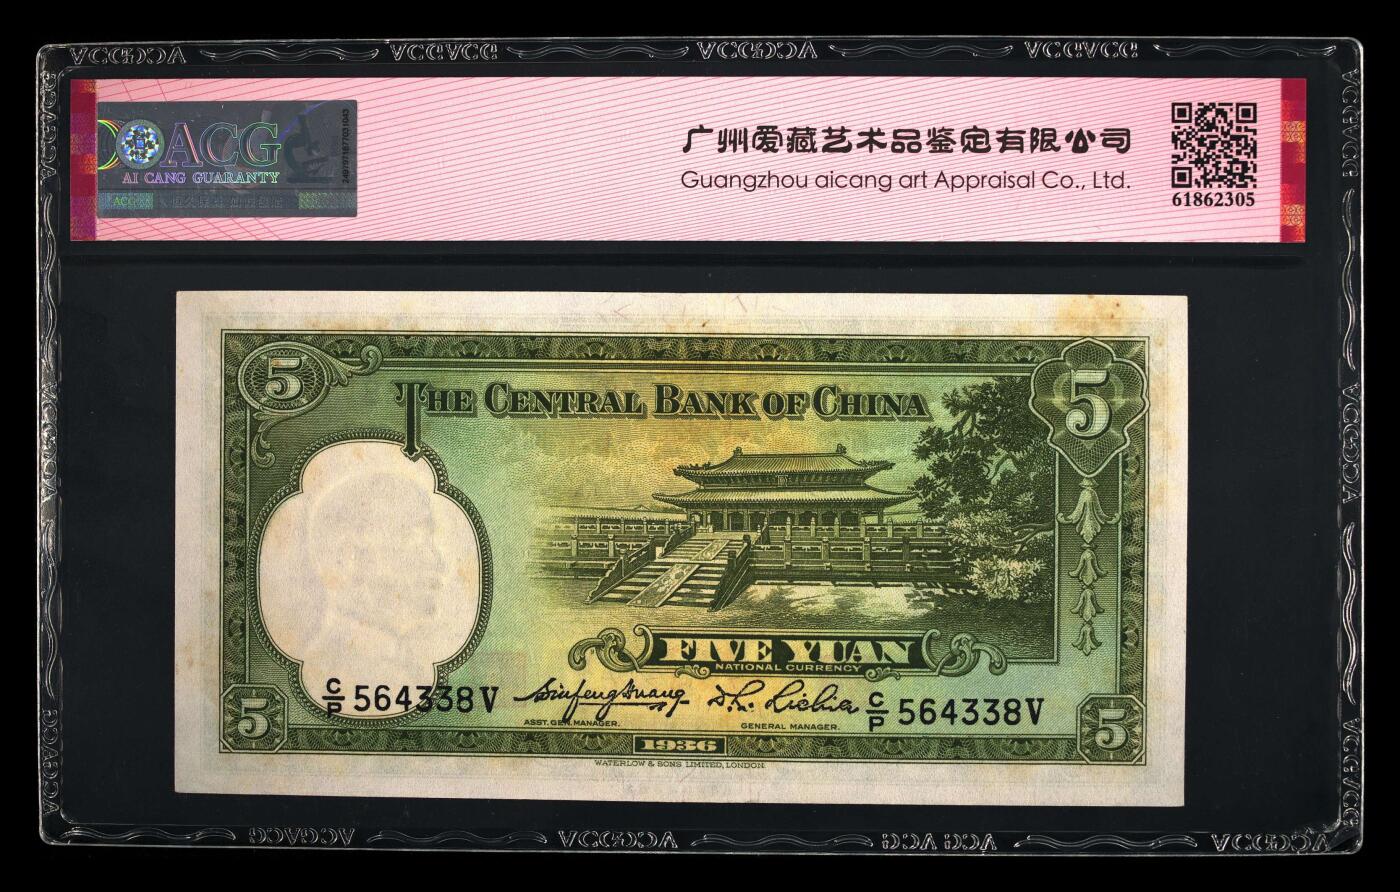 ACG
AI CANG GUARANTY
ACG
2497971877031043
广州爱藏艺术品鉴定有限公司
Guangzhou aicang art Appraisal Co., Ltd.
61862305
5
THE CENTRAL BANK OF CHINA
5
FIVE YUAN
NATIONAL CURRENCY
C/P 564338V
C/P 564338V
ASST. GEN. MANAGER.
GENERAL MANAGER.
5
1936
5
WATERLOW & SONS LIMITED, LONDON.